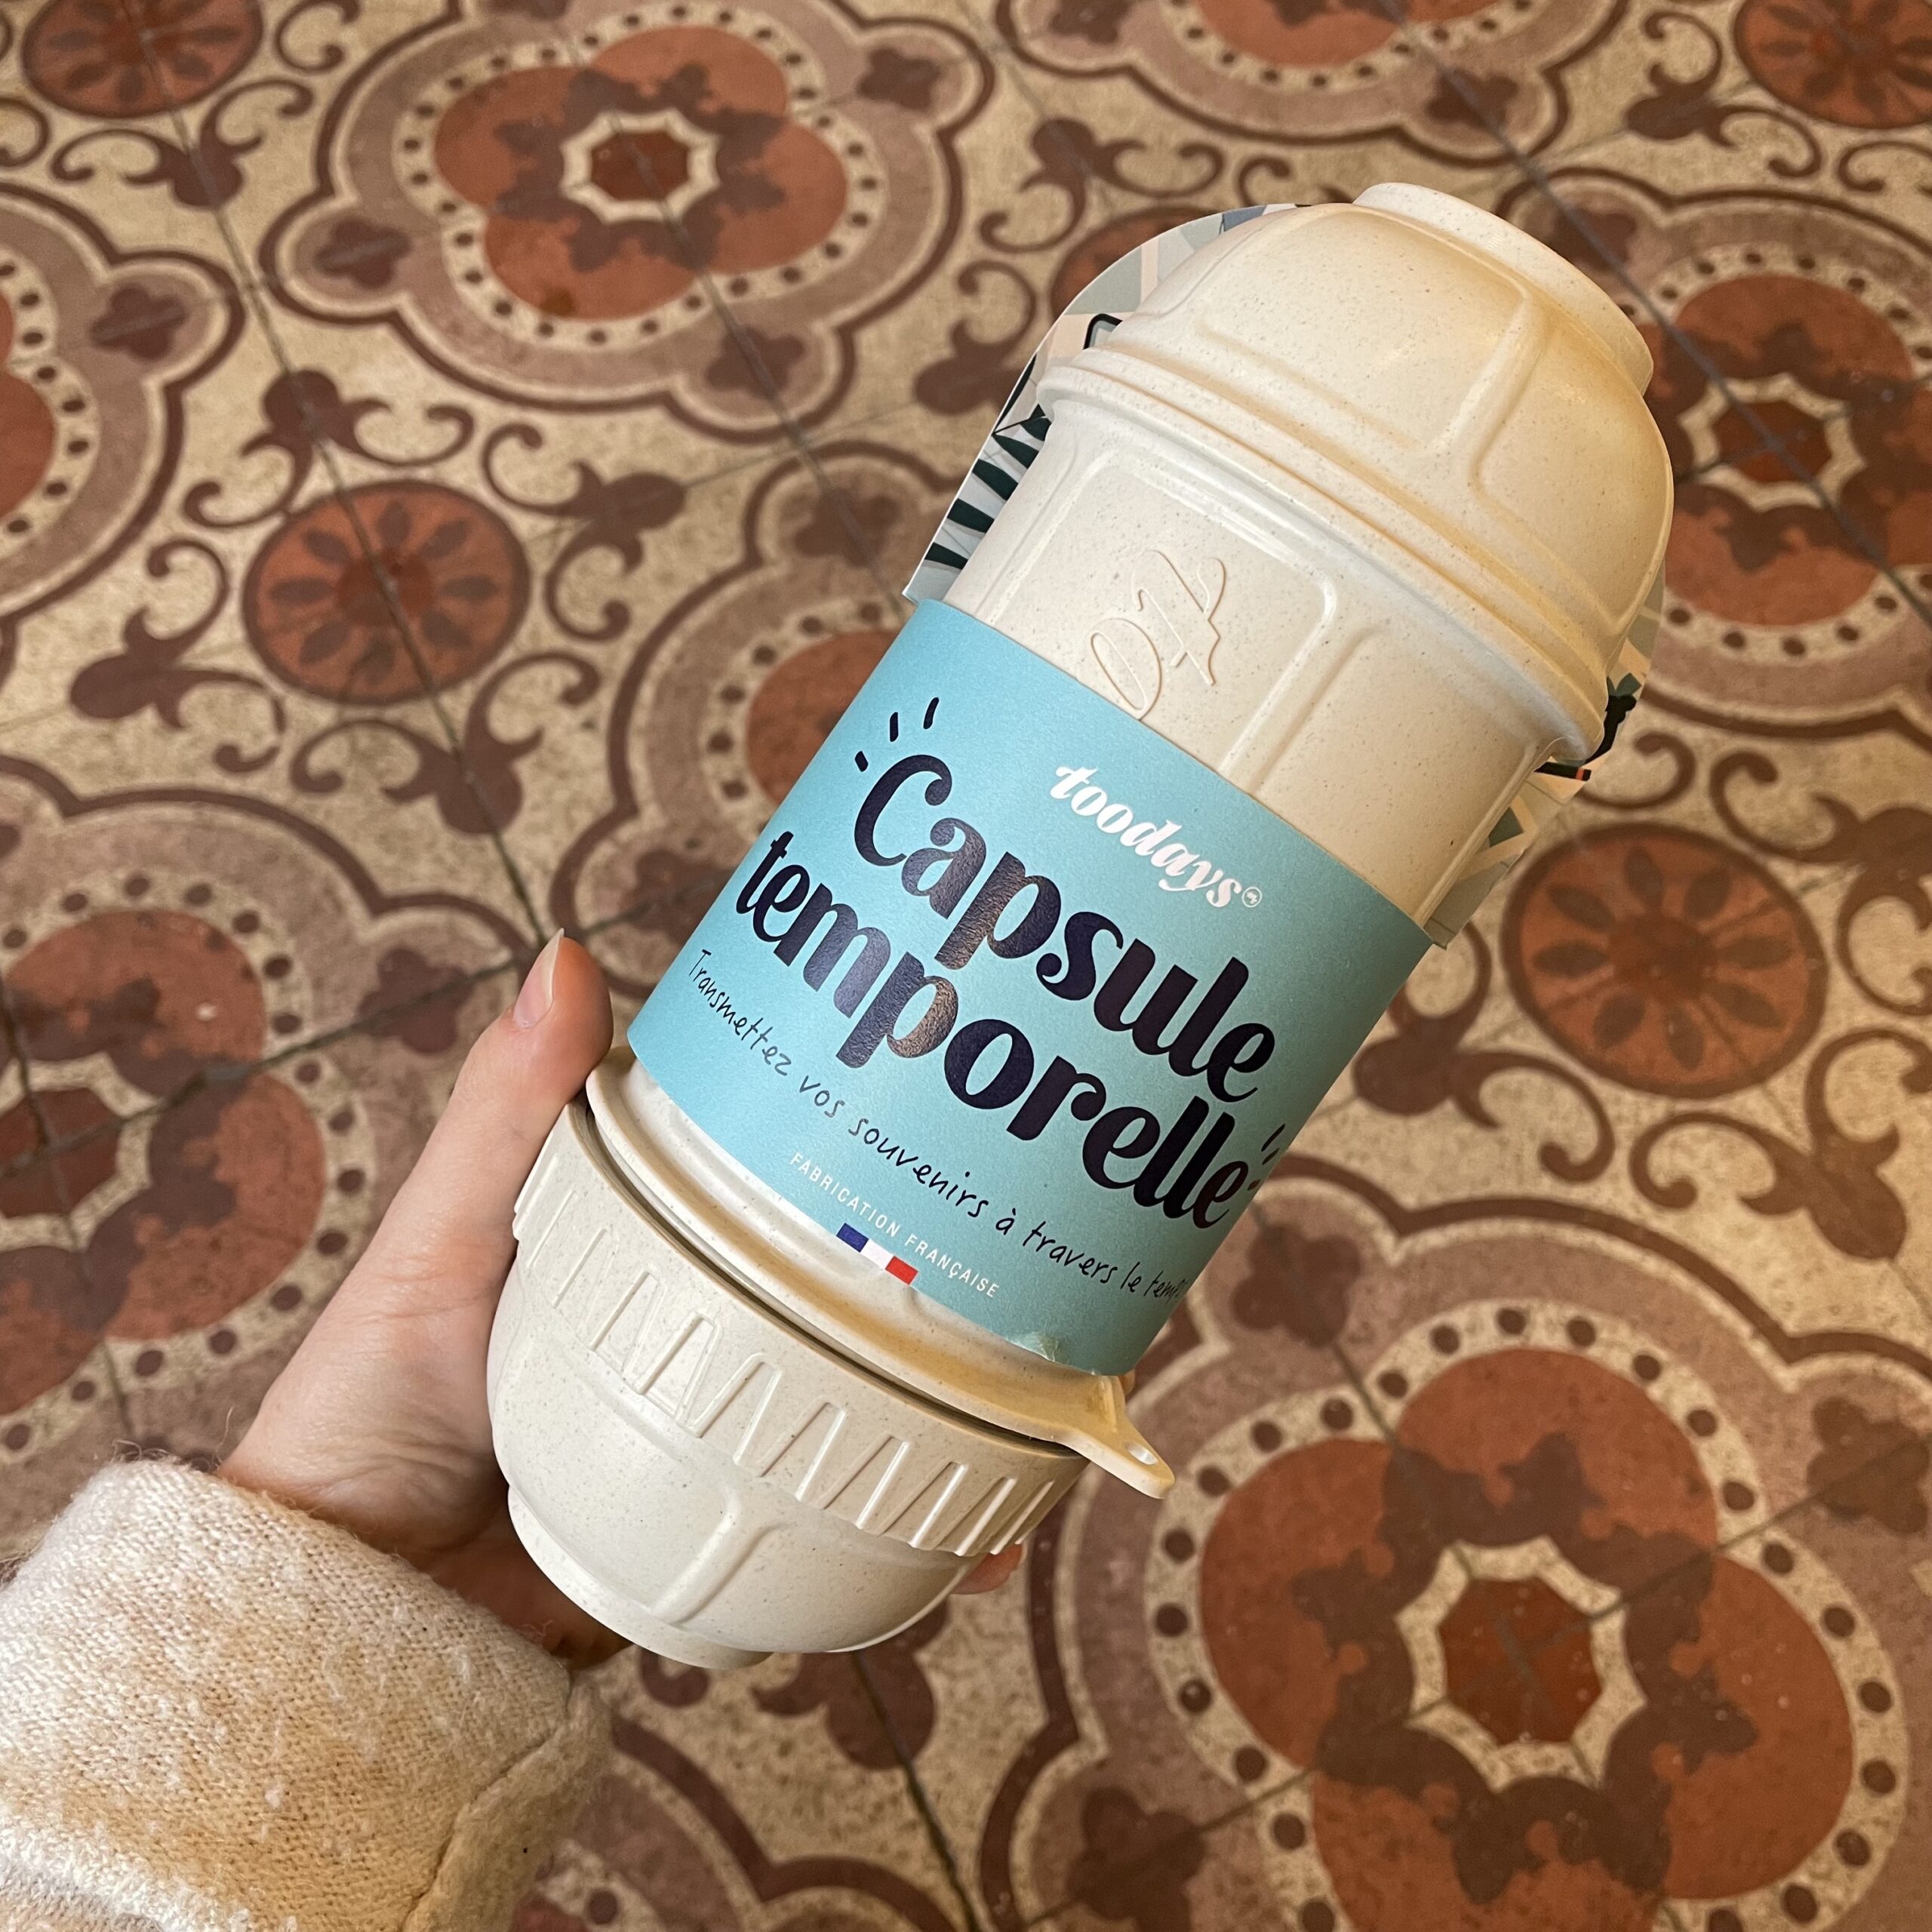 toodays®
Capsule
temporelle
Transmettez vos souvenirs à travers le temps
FABRICATION FRANÇAISE